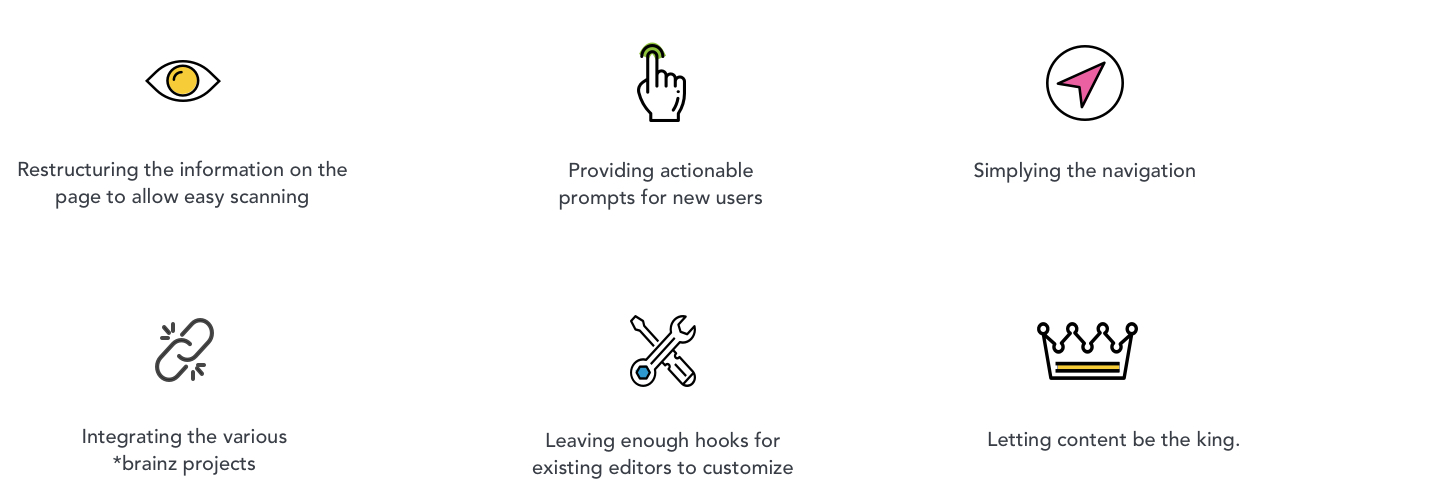 Restructuring the information on the
page to allow easy scanning
Providing actionable
prompts for new users
Simplying the navigation
Integrating the various
*brainz projects
Leaving enough hooks for
existing editors to customize
Letting content be the king.